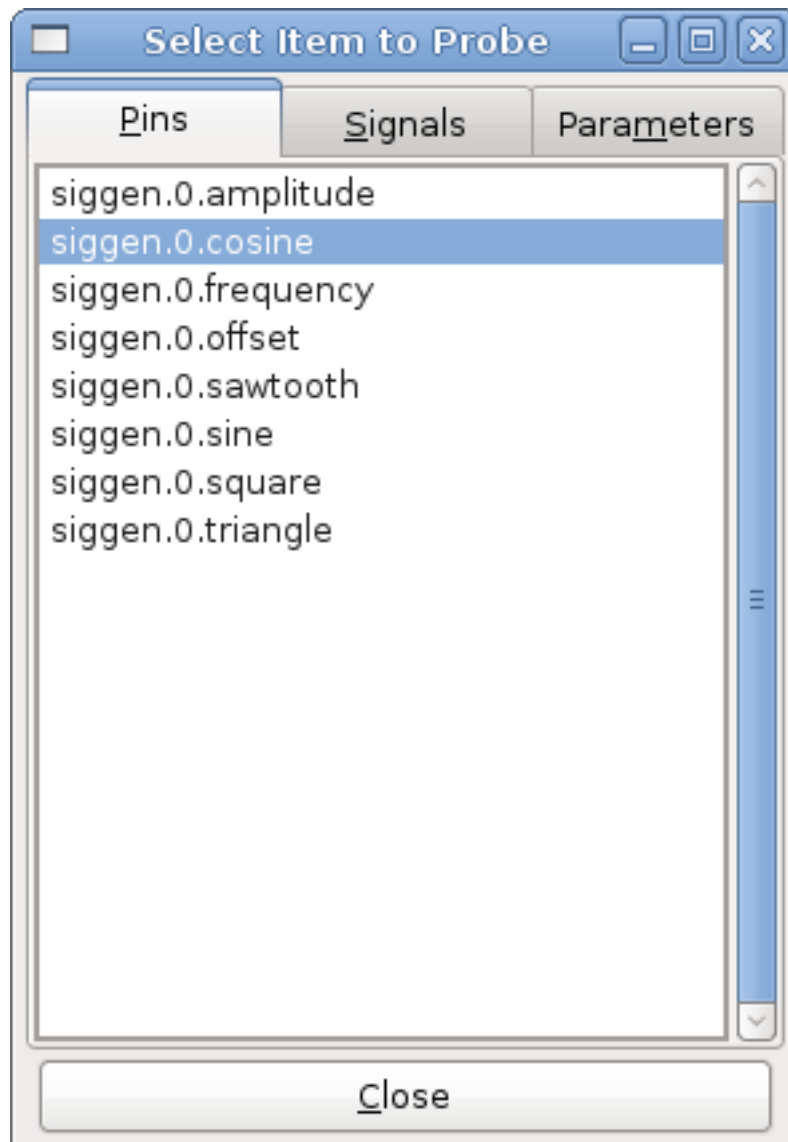 Select Item to Probe
Pins Signals Parameters
siggen.0.amplitude
siggen.0.cosine
siggen.0.frequency
siggen.0.offset
siggen.0.sawtooth
siggen.0.sine
siggen.0.square
siggen.0.triangle
Close